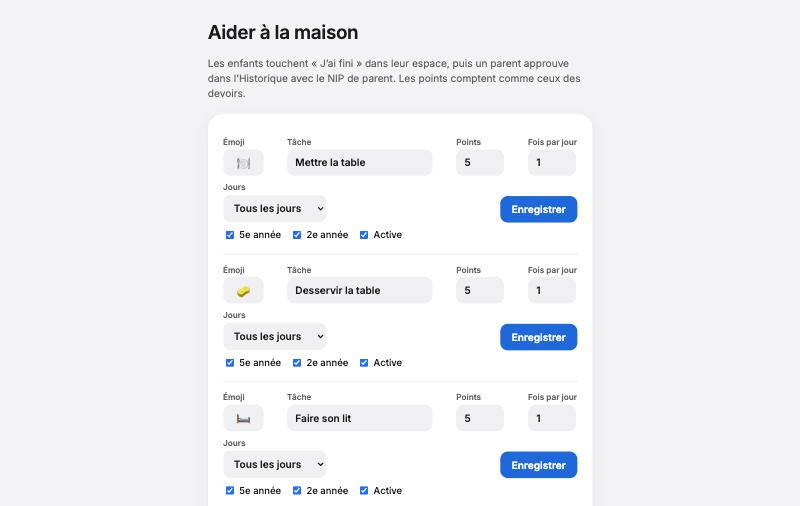 Aider à la maison
Les enfants touchent « J'ai fini » dans leur espace, puis un parent approuve
dans l'Historique avec le NIP de parent. Les points comptent comme ceux des
devoirs.
Émoji Tâche Points Fois par jour
🍽️ Mettre la table 5 1
Jours
Tous les jours Enregistrer
5e année 2e année Active
Émoji Tâche Points Fois par jour
🧽 Desservir la table 5 1
Jours
Tous les jours Enregistrer
5e année 2e année Active
Émoji Tâche Points Fois par jour
🛏️ Faire son lit 5 1
Jours
Tous les jours Enregistrer
5e année 2e année Active